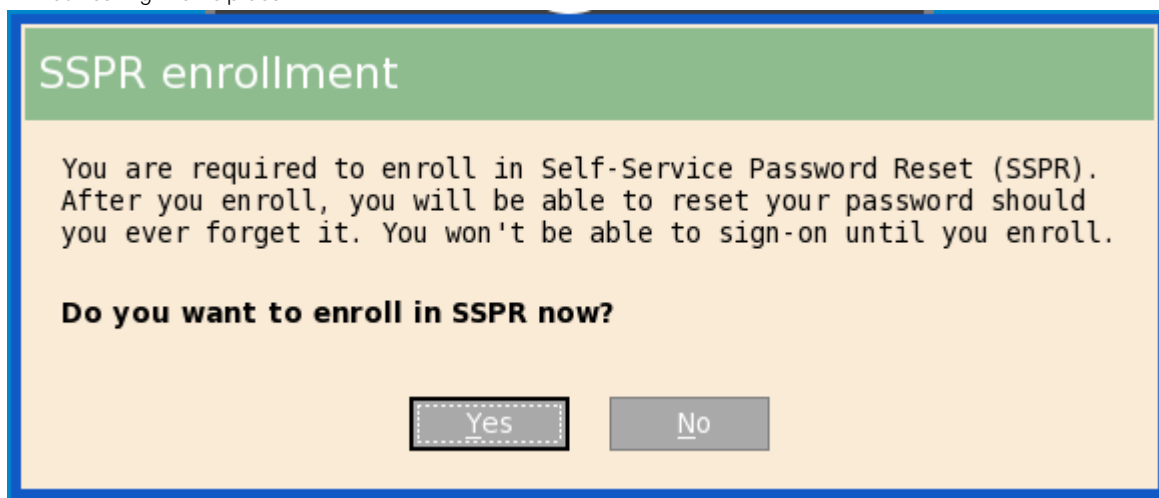 SSPR enrollment
You are required to enroll in Self-Service Password Reset (SSPR).
After you enroll, you will be able to reset your password should
you ever forget it. You won't be able to sign-on until you enroll.
Do you want to enroll in SSPR now?
Yes No